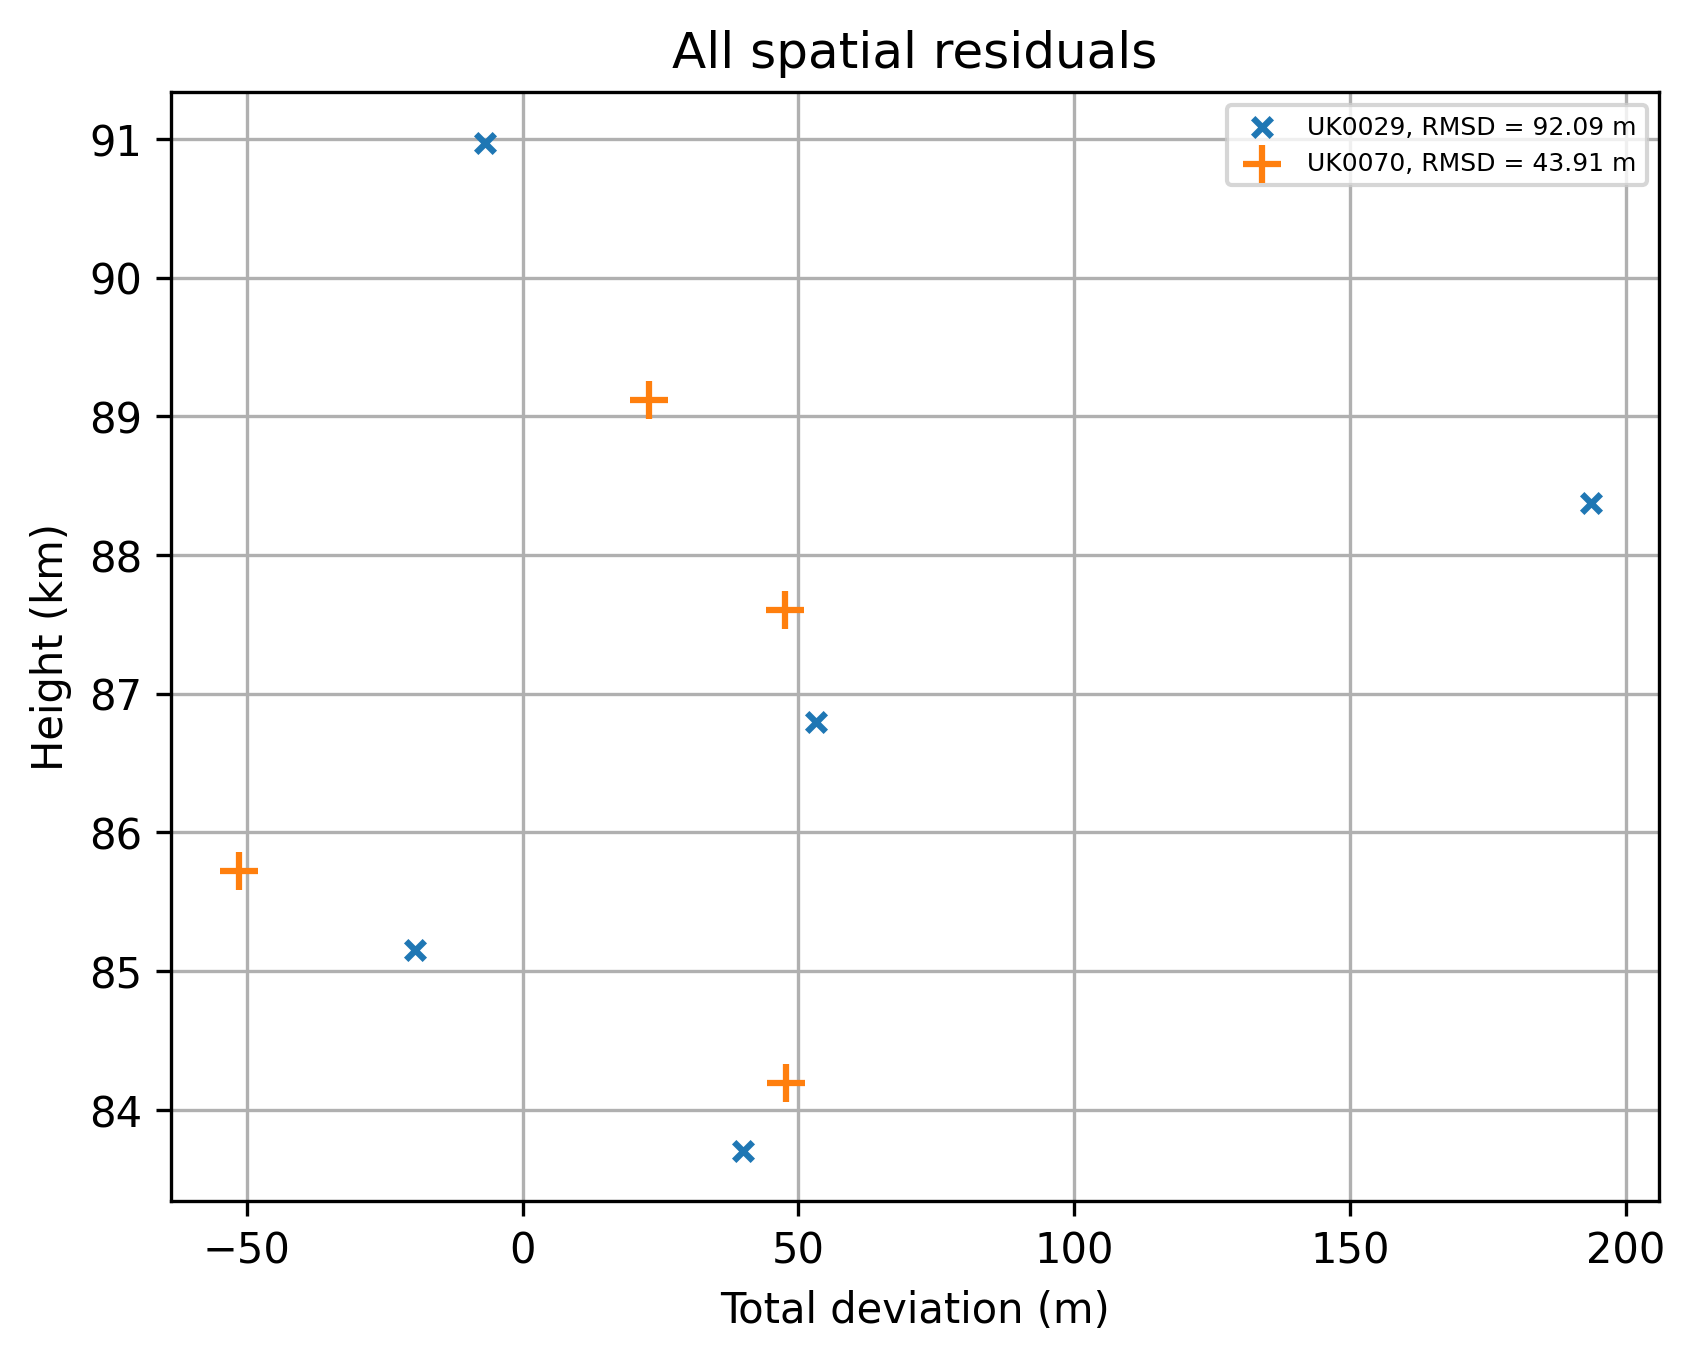 All spatial residuals
UK0029, RMSD = 92.09 m
UK0070, RMSD = 43.91 m
Height (km)
91
90
89
88
87
86
85
84
−50 0 50 100 150 200
Total deviation (m)